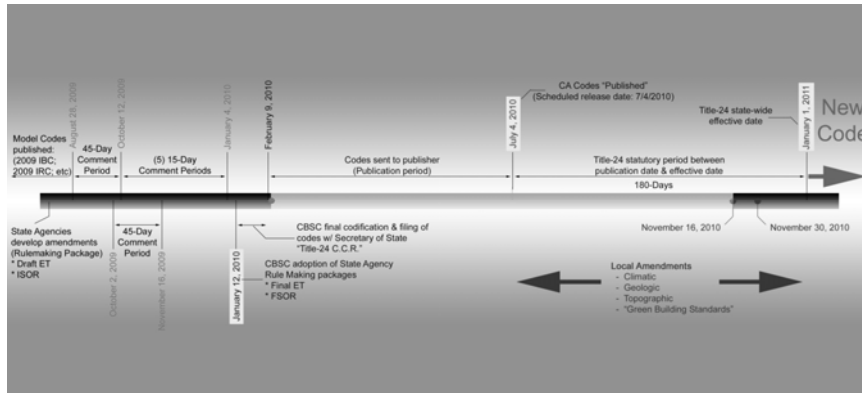 August 28, 2009
October 12, 2009
January 4, 2010
February 9, 2010
July 4, 2010
CA Codes "Published"
(Scheduled release date: 7/4/2010)
Title-24 state-wide
effective date
January 1, 2011
New
Code
Model Codes
published:
(2009 IBC;
2009 IRC; etc)
45-Day
Comment
Period
(5) 15-Day
Comment Periods
Codes sent to publisher
(Publication period)
Title-24 statutory period between
publication date & effective date
180-Days
State Agencies
develop amendments
(Rulemaking Package)
* Draft ET
* ISOR
October 2, 2009
45-Day
Comment
Period
November 16, 2009
January 12, 2010
CBSC final codification & filing of
codes w/ Secretary of State
"Title-24 C.C.R."
CBSC adoption of State Agency
Rule Making packages
* Final ET
* FSOR
November 16, 2010
November 30, 2010
Local Amendments
- Climatic
- Geologic
- Topographic
- "Green Building Standards"